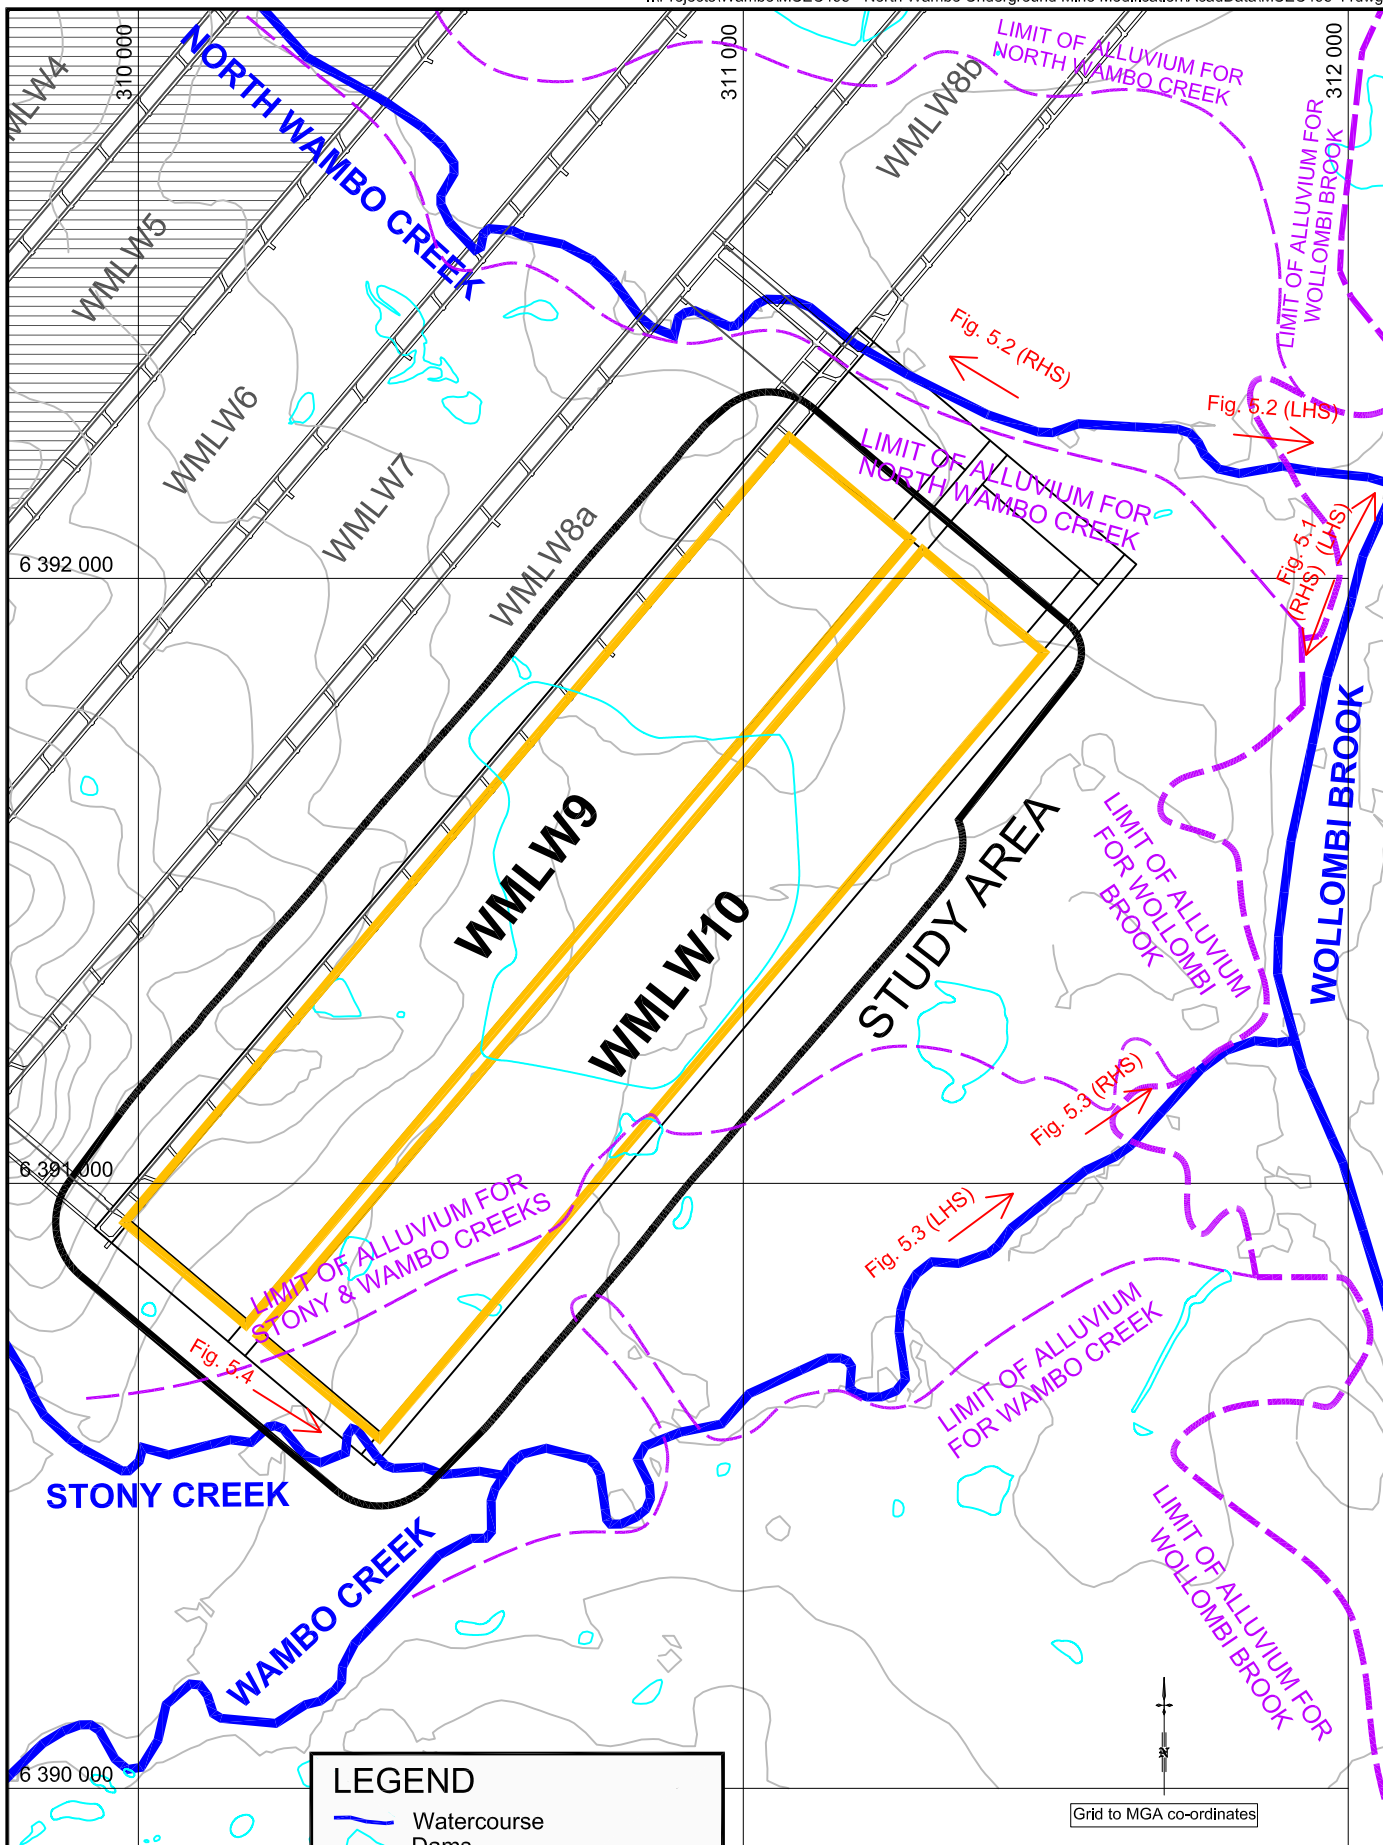 310 000
311 000
312 000
LIMIT OF ALLUVIUM FOR
NORTH WAMBO CREEK
NORTH WAMBO CREEK
WMLW8b
LIMIT OF ALLUVIUM FOR
WOLLOMBI BROOK
MLW4
WMLW5
Fig. 5.2 (RHS)
WMLW6
Fig. 5.2 (LHS)
WMLW7
LIMIT OF ALLUVIUM FOR
NORTH WAMBO CREEK
WMLW8a
Fig. 5.1
(RHS) (LHS)
6 392 000
WOLLOMBI BROOK
WMLW9
STUDY AREA
LIMIT OF ALLUVIUM
FOR WOLLOMBI
BROOK
WMLW10
Fig. 5.3 (RHS)
6 391 000
LIMIT OF ALLUVIUM FOR
STONY & WAMBO CREEKS
Fig. 5.3 (LHS)
Fig. 5.4
LIMIT OF ALLUVIUM
FOR WAMBO CREEK
STONY CREEK
WAMBO CREEK
LIMIT OF ALLUVIUM FOR
WOLLOMBI BROOK
N
6 390 000
LEGEND
Watercourse
Dams
Grid to MGA co-ordinates